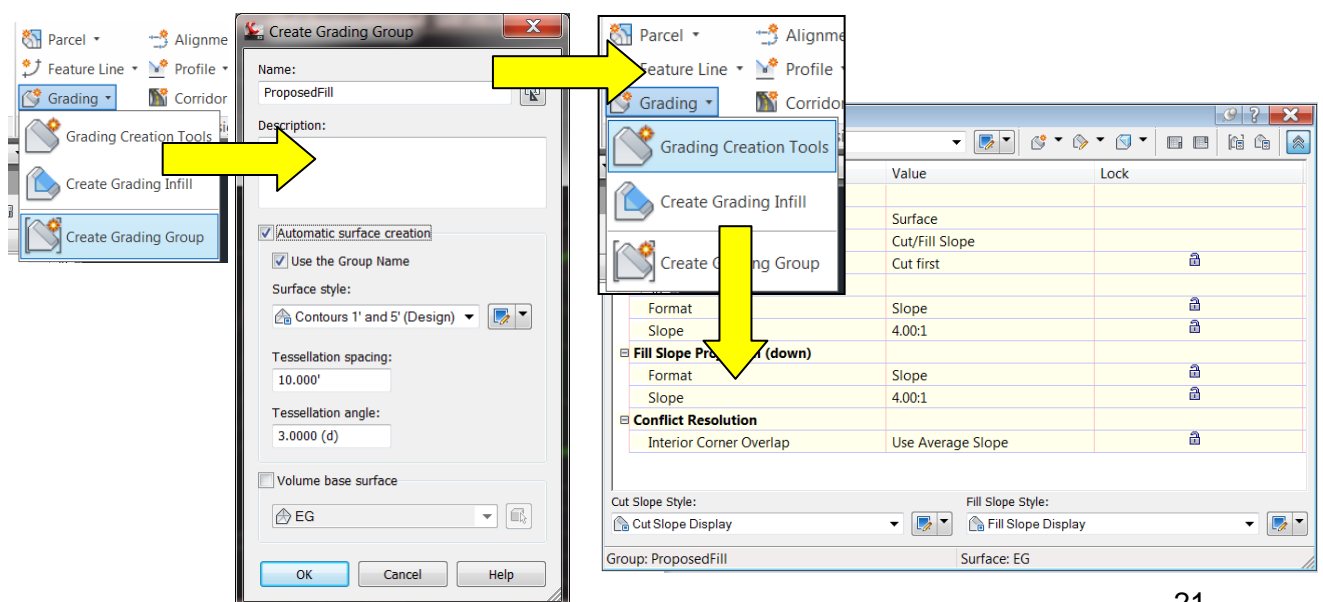 Parcel
Alignme
Feature Line
Profile
Grading
Corridor
Grading Creation Tools
Create Grading Infill
Create Grading Group
Create Grading Group
Name:
ProposedFill
Description:
Automatic surface creation
Use the Group Name
Surface style:
Contours 1' and 5' (Design)
Tessellation spacing:
10.000'
Tessellation angle:
3.0000 (d)
Volume base surface
EG
OK Cancel Help
Parcel
Alignme
Feature Line
Profile
Grading
Corridor
Grading Creation Tools
Create Grading Infill
Create Group
Value Lock
Surface
Cut/Fill Slope
Cut first
Format Slope
Slope 4.00:1
Fill Slope (down)
Format Slope
Slope 4.00:1
Conflict Resolution
Interior Corner Overlap Use Average Slope
Cut Slope Style: Fill Slope Style:
Cut Slope Display Fill Slope Display
Group: ProposedFill Surface: EG
21